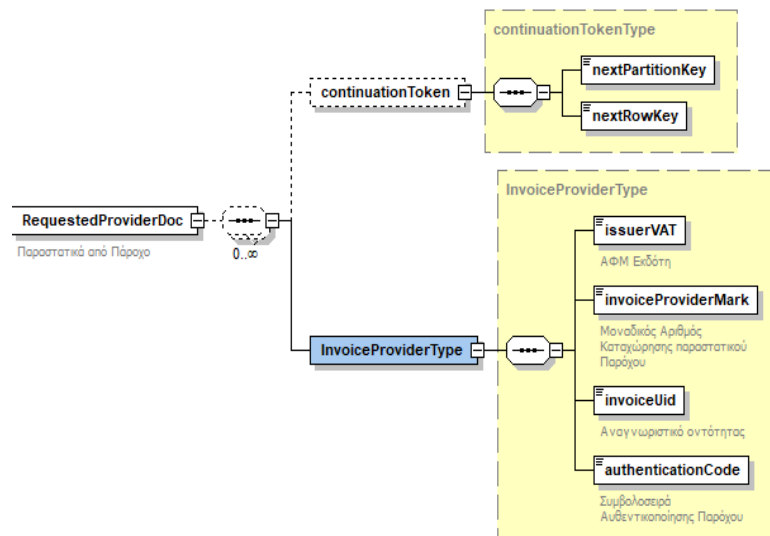 continuationTokenType
nextPartitionKey
continuationToken
nextRowKey
InvoiceProviderType
issuerVAT
ΑΦΜ Εκδότη
RequestedProviderDoc
Παραστατικά από Πάροχο
0..∞
invoiceProviderMark
Μοναδικός Αριθμός
Καταχώρησης παραστατικού
Παρόχου
InvoiceProviderType
invoiceUid
Αναγνωριστικό οντότητας
authenticationCode
Συμβολοσειρά
Αυθεντικοποίησης Παρόχου